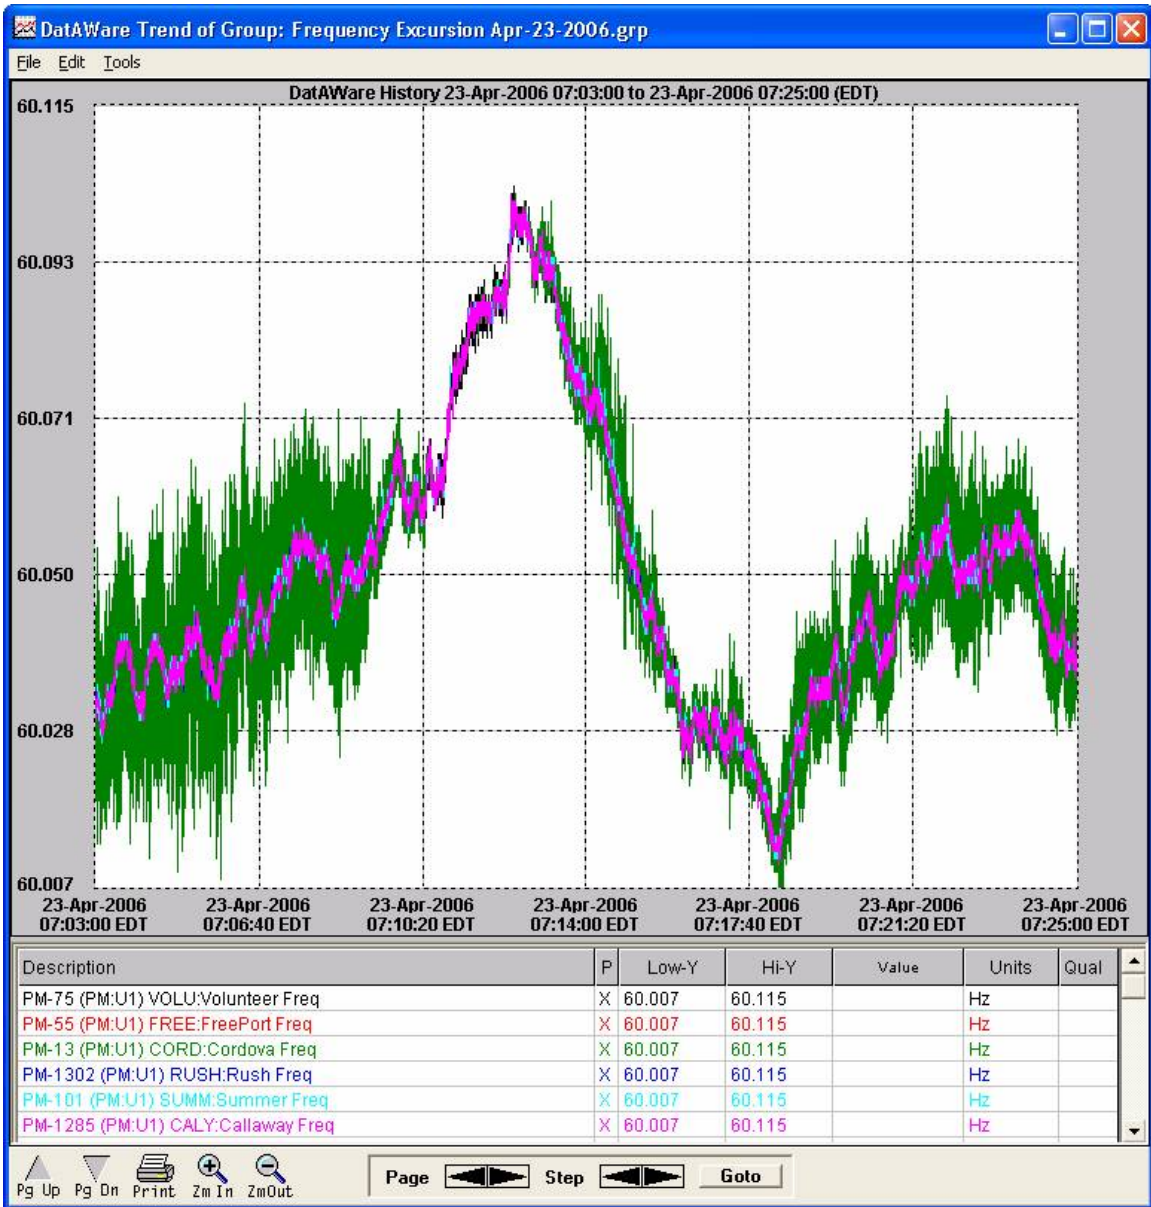 DatAWare Trend of Group: Frequency Excursion Apr-23-2006.grp
File Edit Tools
DatAWare History 23-Apr-2006 07:03:00 to 23-Apr-2006 07:25:00 (EDT)
60.115
60.093
60.071
60.050
60.028
60.007
23-Apr-2006 23-Apr-2006 23-Apr-2006 23-Apr-2006 23-Apr-2006 23-Apr-2006 23-Apr-2006
07:03:00 EDT 07:06:40 EDT 07:10:20 EDT 07:14:00 EDT 07:17:40 EDT 07:21:20 EDT 07:25:00 EDT
Description P Low-Y Hi-Y Value Units Qual
PM-75 (PM:U1) VOLU:Volunteer Freq X 60.007 60.115 Hz
PM-55 (PM:U1) FREE:FreePort Freq X 60.007 60.115 Hz
PM-13 (PM:U1) CORD:Cordova Freq X 60.007 60.115 Hz
PM-1302 (PM:U1) RUSH:Rush Freq X 60.007 60.115 Hz
PM-101 (PM:U1) SUMM:Summer Freq X 60.007 60.115 Hz
PM-1285 (PM:U1) CALY:Callaway Freq X 60.007 60.115 Hz
Pg Up Pg Dn Print Zm In ZmOut Page Step Goto